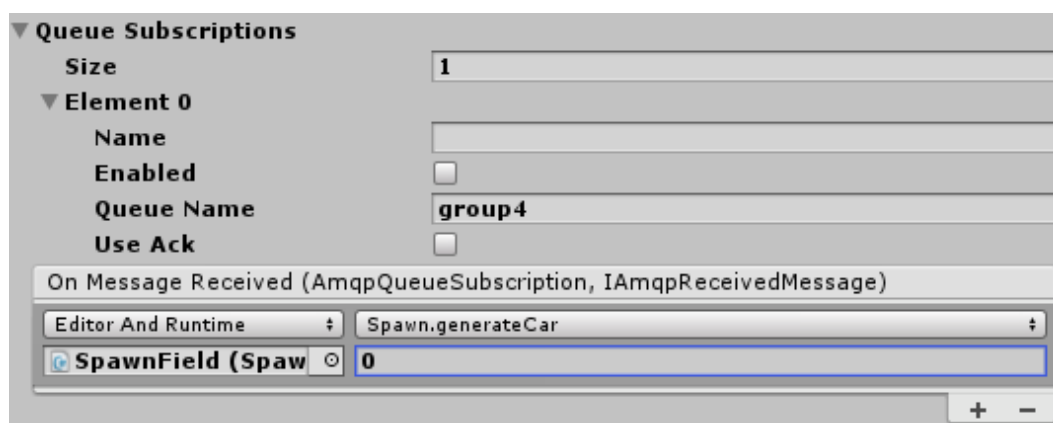 Queue Subscriptions
Size 1
Element 0
Name
Enabled
Queue Name group4
Use Ack
On Message Received (AmqpQueueSubscription, IAmqpReceivedMessage)
Editor And Runtime Spawn.generateCar
SpawnField (Spaw 0
+ −